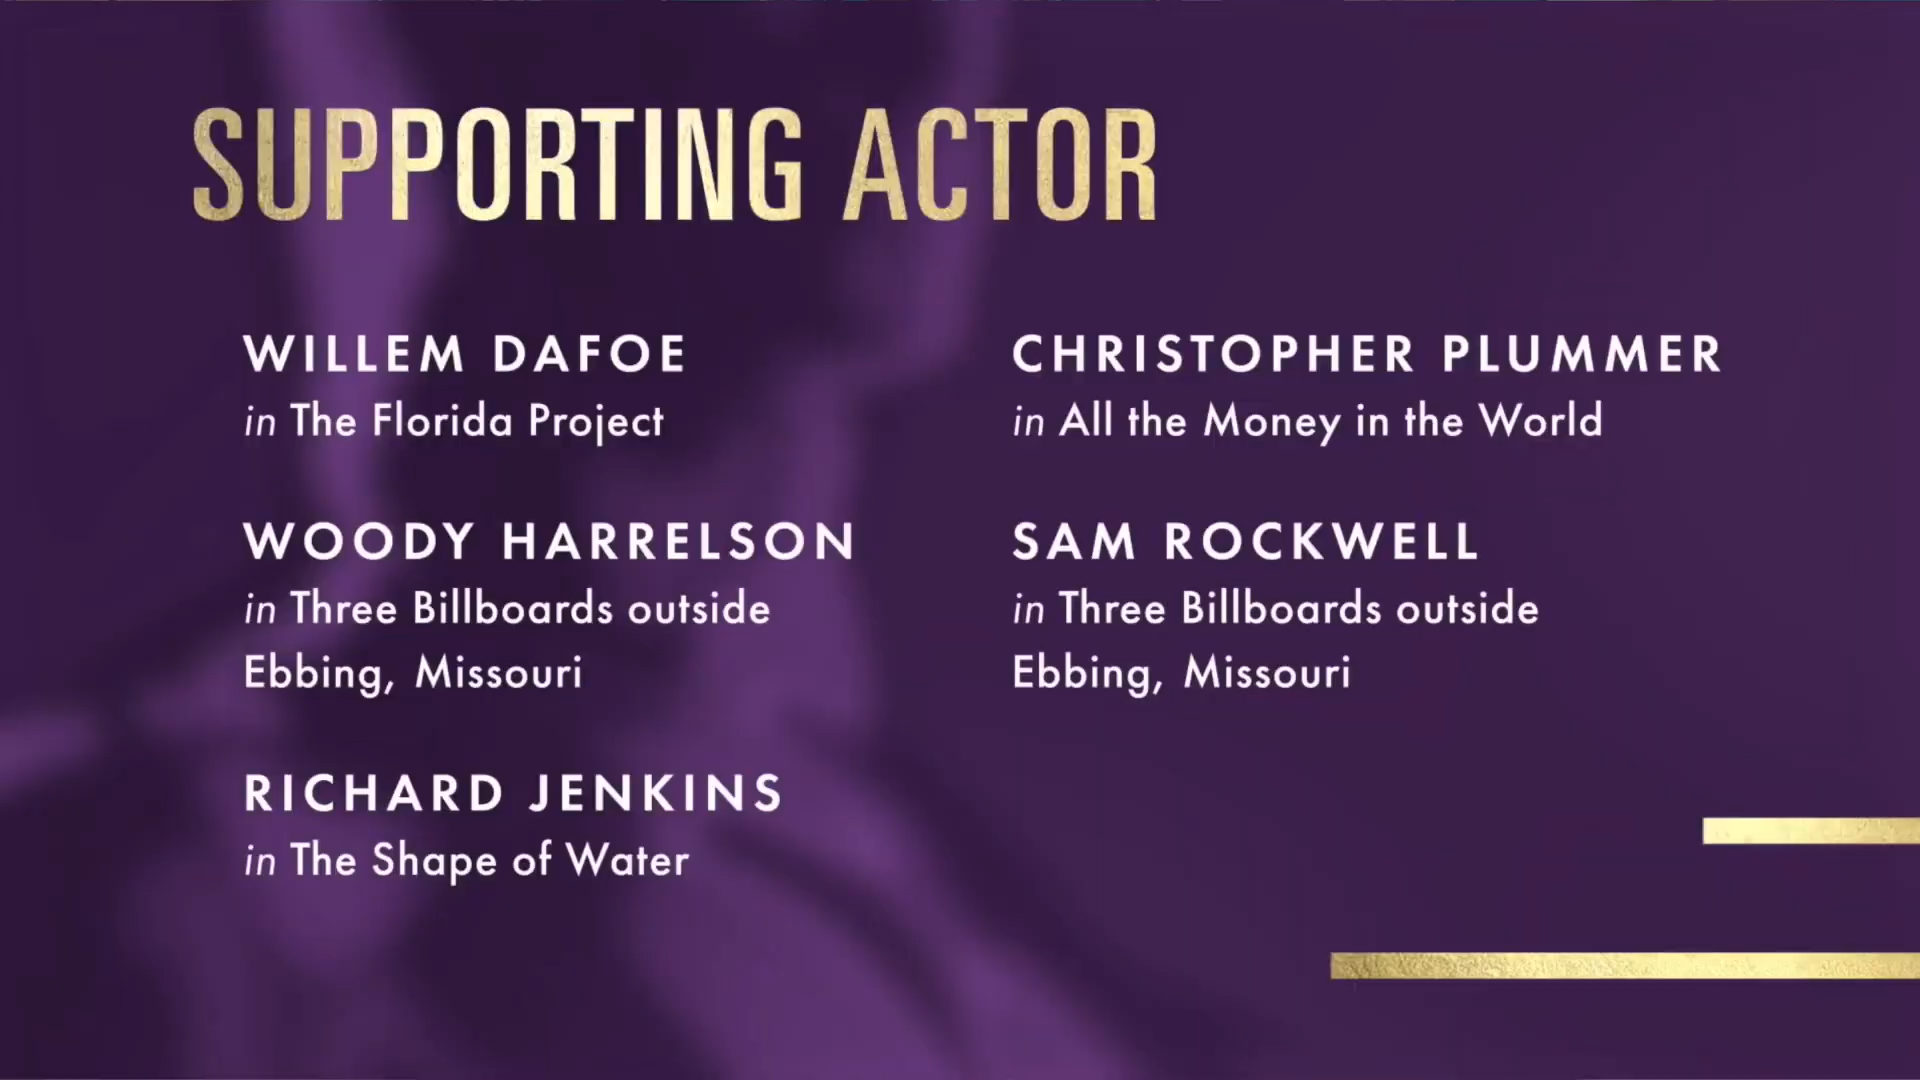 SUPPORTING ACTOR
WILLEM DAFOE
in The Florida Project
WOODY HARRELSON
in Three Billboards outside
Ebbing, Missouri
RICHARD JENKINS
in The Shape of Water
CHRISTOPHER PLUMMER
in All the Money in the World
SAM ROCKWELL
in Three Billboards outside
Ebbing, Missouri